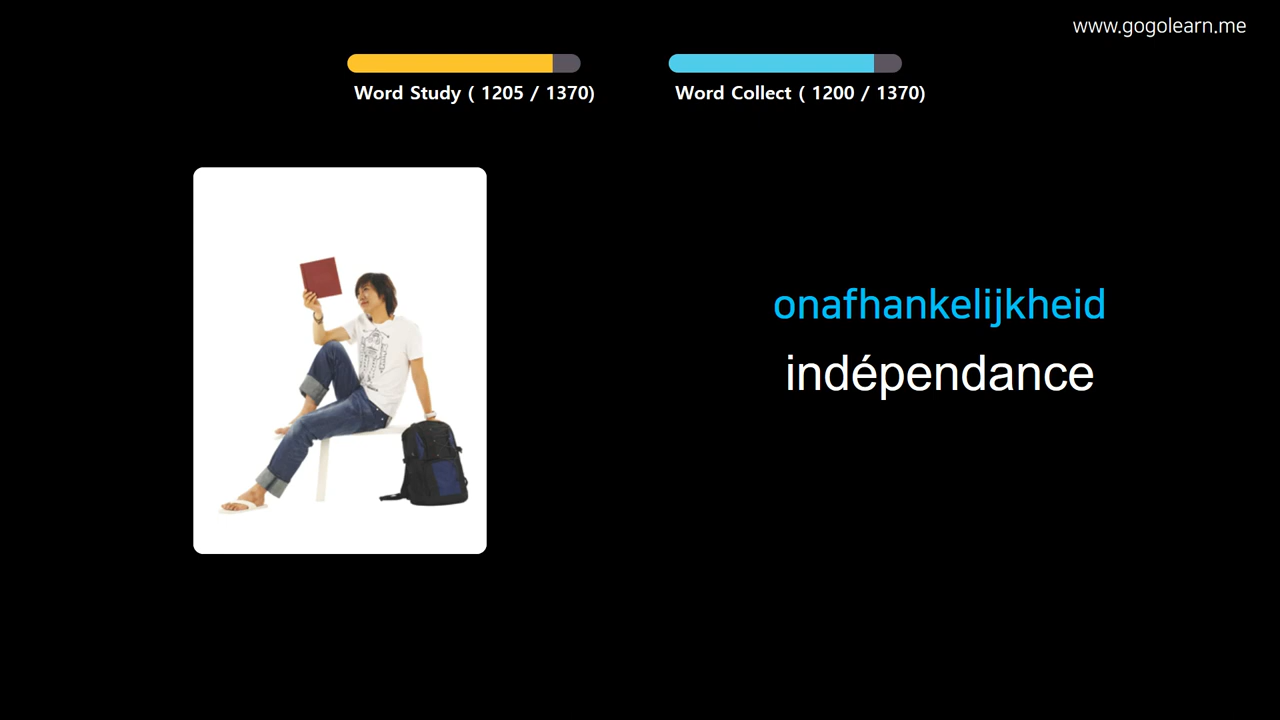 www.gogolearn.me
Word Study ( 1205 / 1370)
Word Collect ( 1200 / 1370)
onafhankelijkheid
indépendance